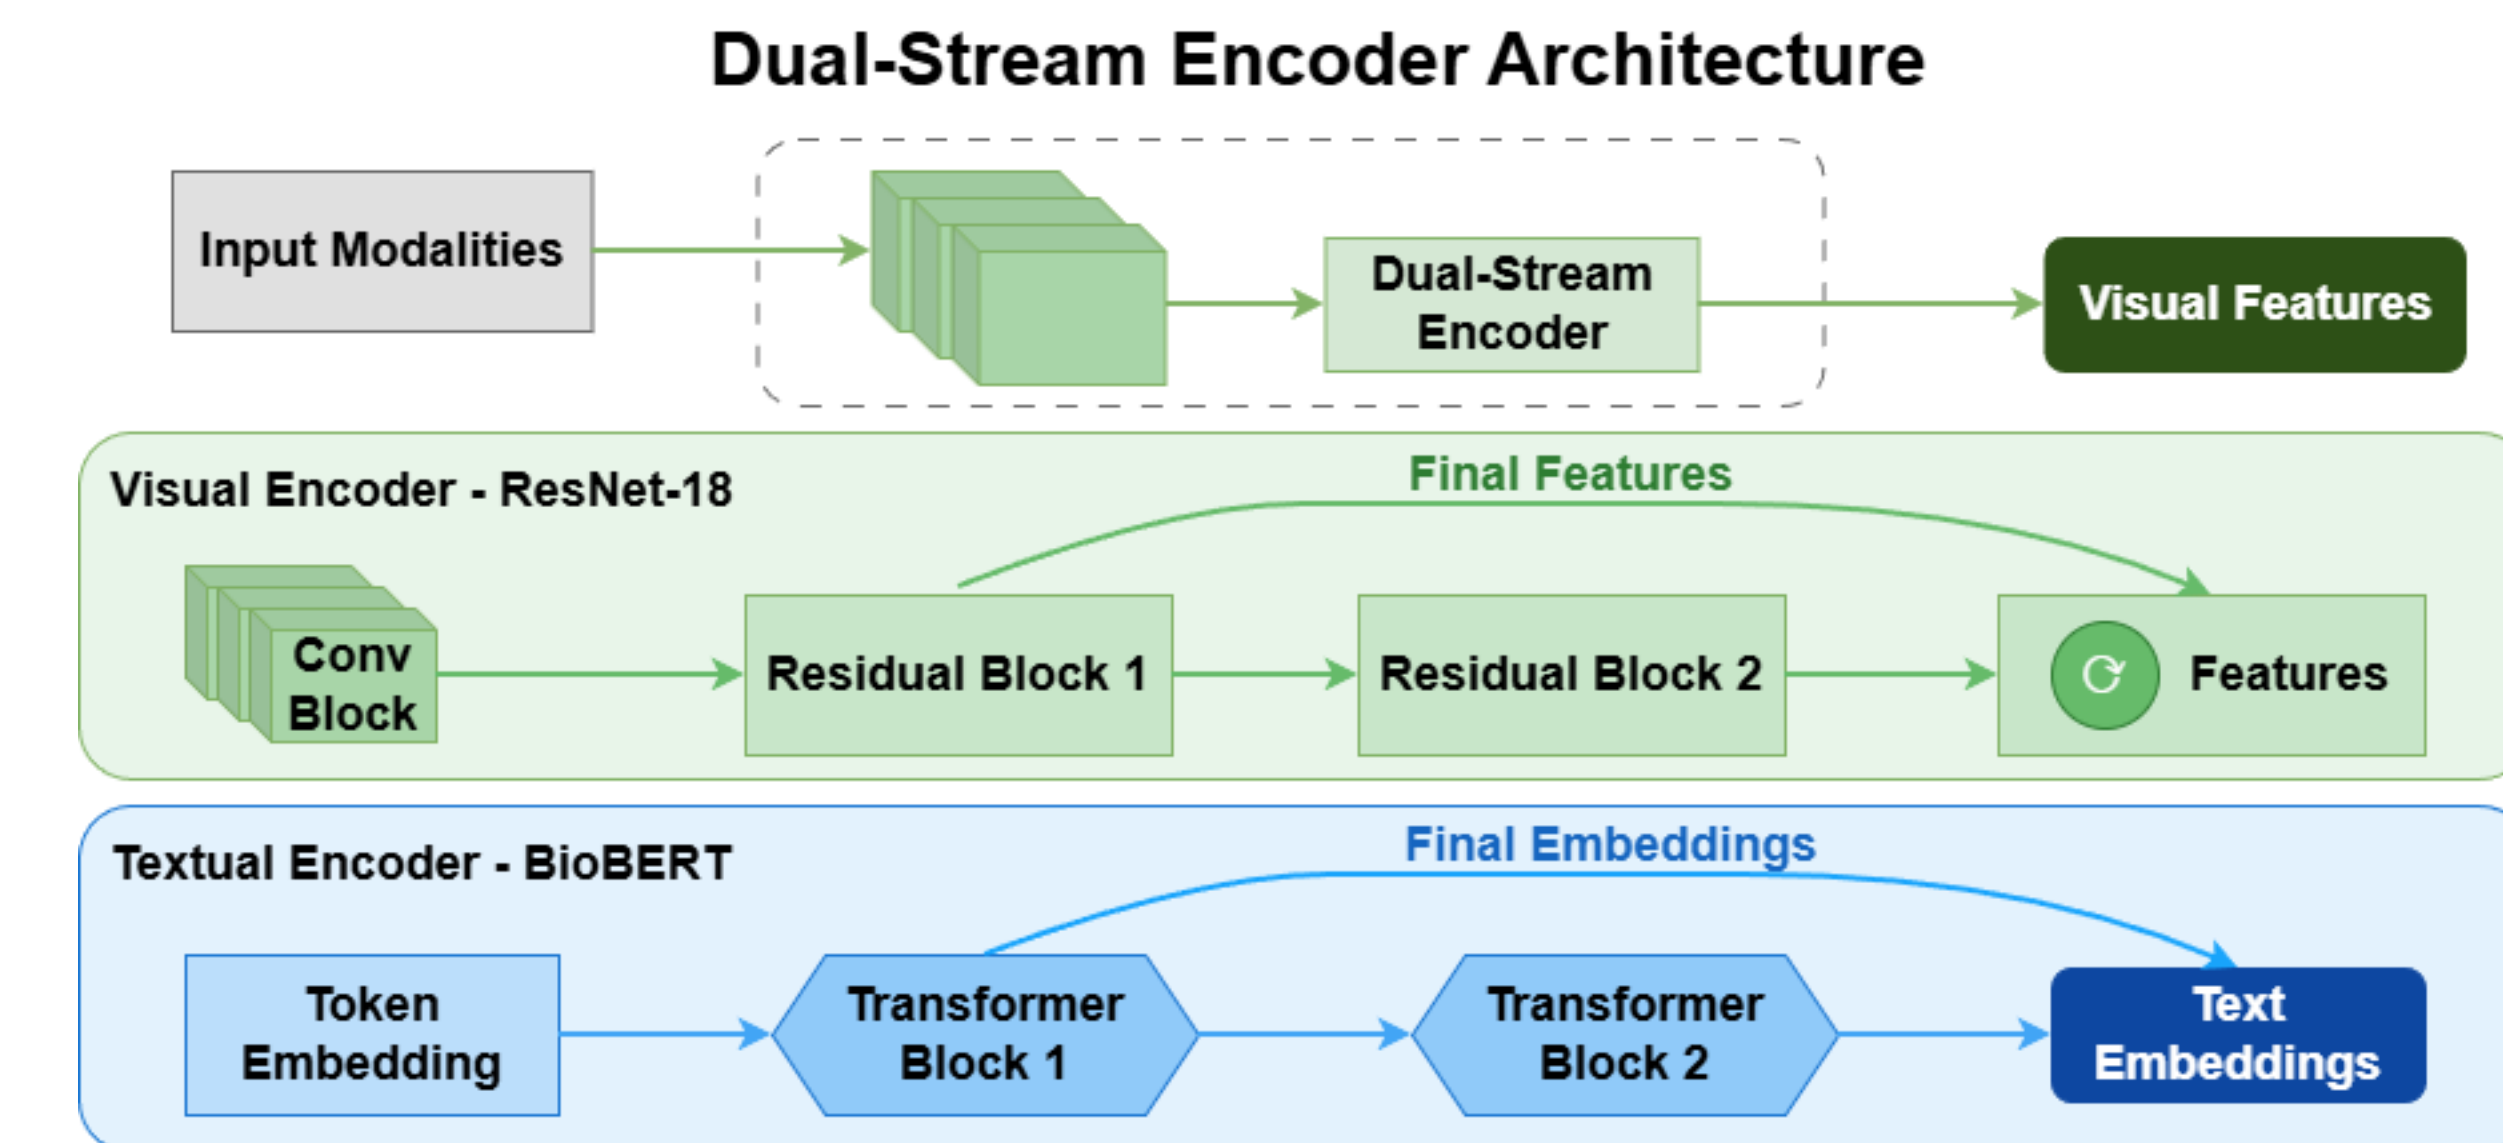 Dual-Stream Encoder Architecture
Input Modalities
Dual-Stream
Encoder
Visual Features
Visual Encoder - ResNet-18
Final Features
Conv
Block
Residual Block 1
Residual Block 2
Features
Textual Encoder - BioBERT
Final Embeddings
Token
Embedding
Transformer
Block 1
Transformer
Block 2
Text
Embeddings